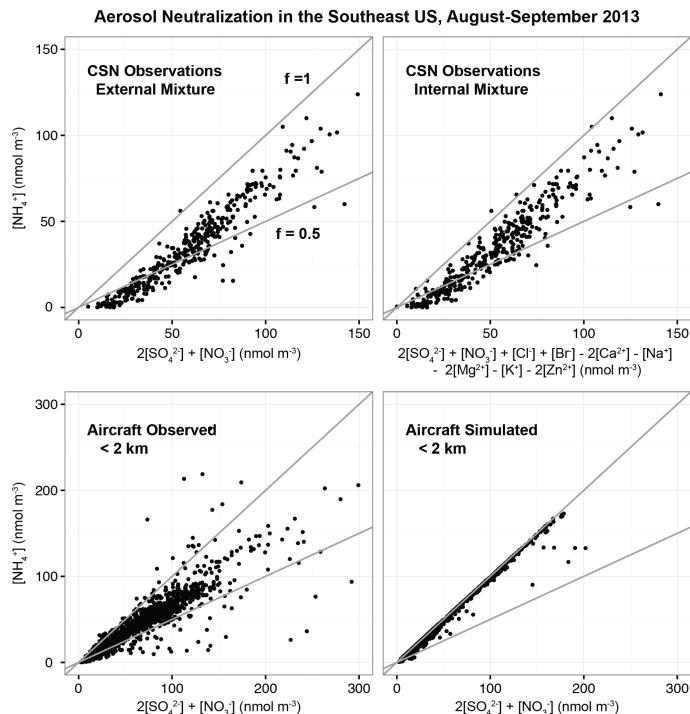 Aerosol Neutralization in the Southeast US, August-September 2013
CSN Observations
External Mixture
f =1
f = 0.5
150
100
50
0
[NH₄⁺] (nmol m⁻³)
0 50 100 150
2[SO₄²⁻] + [NO₃⁻] (nmol m⁻³)
CSN Observations
Internal Mixture
0 50 100 150
2[SO₄²⁻] + [NO₃⁻] + [Cl⁻] + [Br⁻] - 2[Ca²⁺] - [Na⁺]
- 2[Mg²⁺] - [K⁺] - 2[Zn²⁺] (nmol m⁻³)
Aircraft Observed
< 2 km
300
200
100
0
[NH₄⁺] (nmol m⁻³)
0 100 200 300
2[SO₄²⁻] + [NO₃⁻] (nmol m⁻³)
Aircraft Simulated
< 2 km
0 100 200 300
2[SO₄²⁻] + [NO₃⁻] (nmol m⁻³)